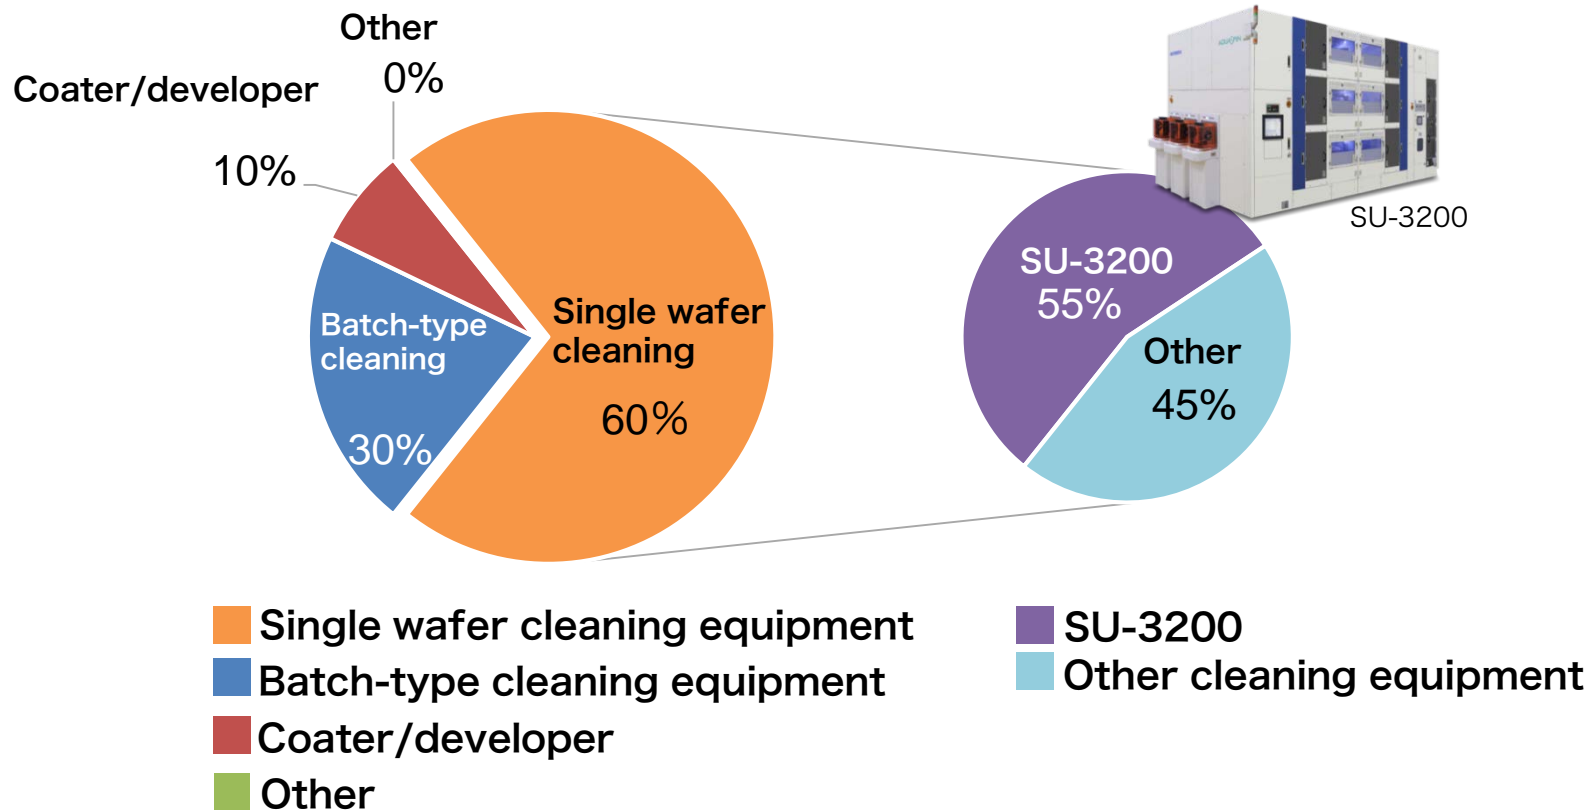 Other
0%
Coater/developer
10%
Batch-type
cleaning
30%
Single wafer
cleaning
60%
SU-3200
SU-3200
55%
Other
45%
Single wafer cleaning equipment
Batch-type cleaning equipment
Coater/developer
Other
SU-3200
Other cleaning equipment